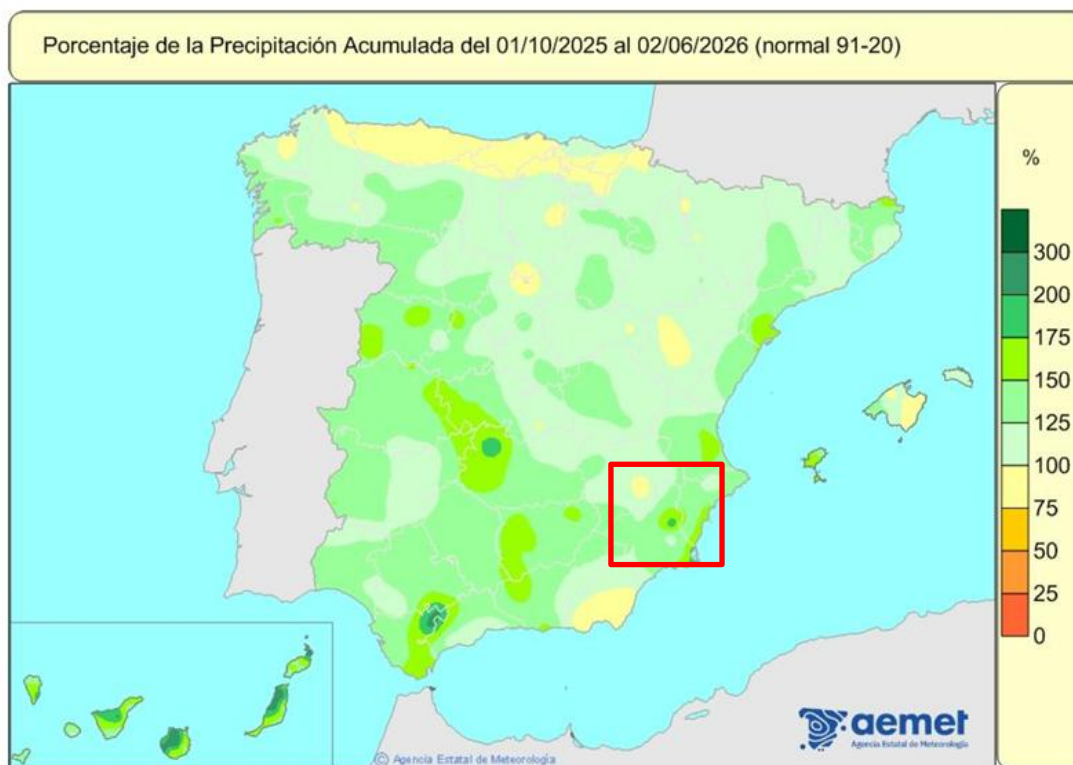 Porcentaje de la Precipitación Acumulada del 01/10/2025 al 02/06/2026 (normal 91-20)
%
300
200
175
150
125
100
75
50
25
0
aemet
Agencia Estatal de Meteorología
© Agencia Estatal de Meteorología